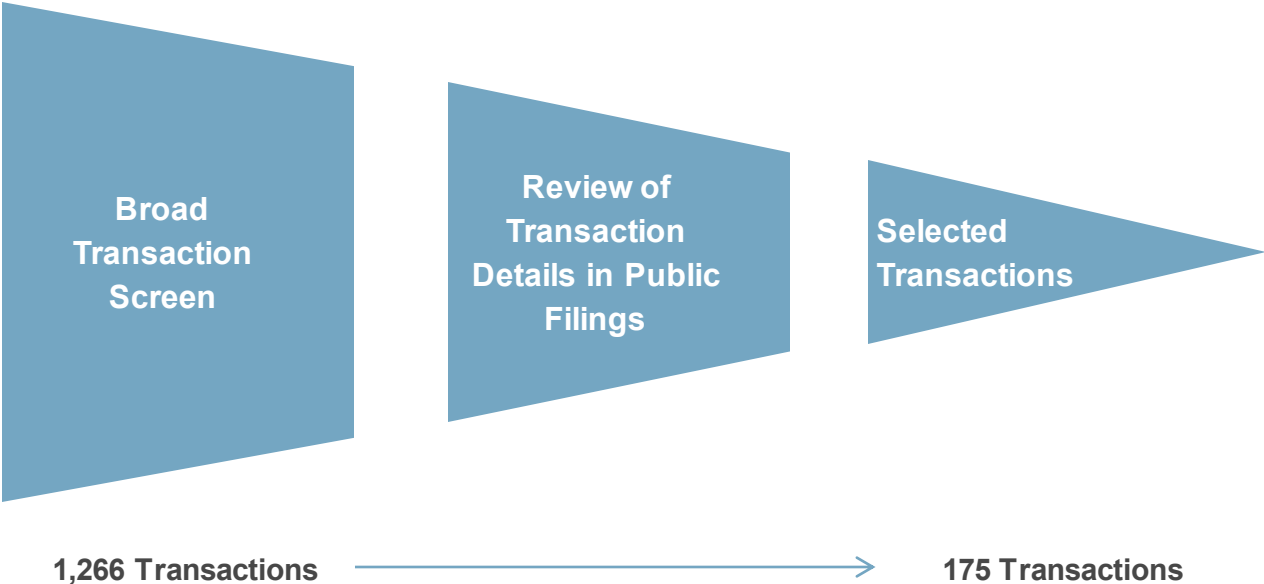 Broad
Transaction
Screen
Review of
Transaction
Details in Public
Filings
Selected
Transactions
1,266 Transactions
175 Transactions